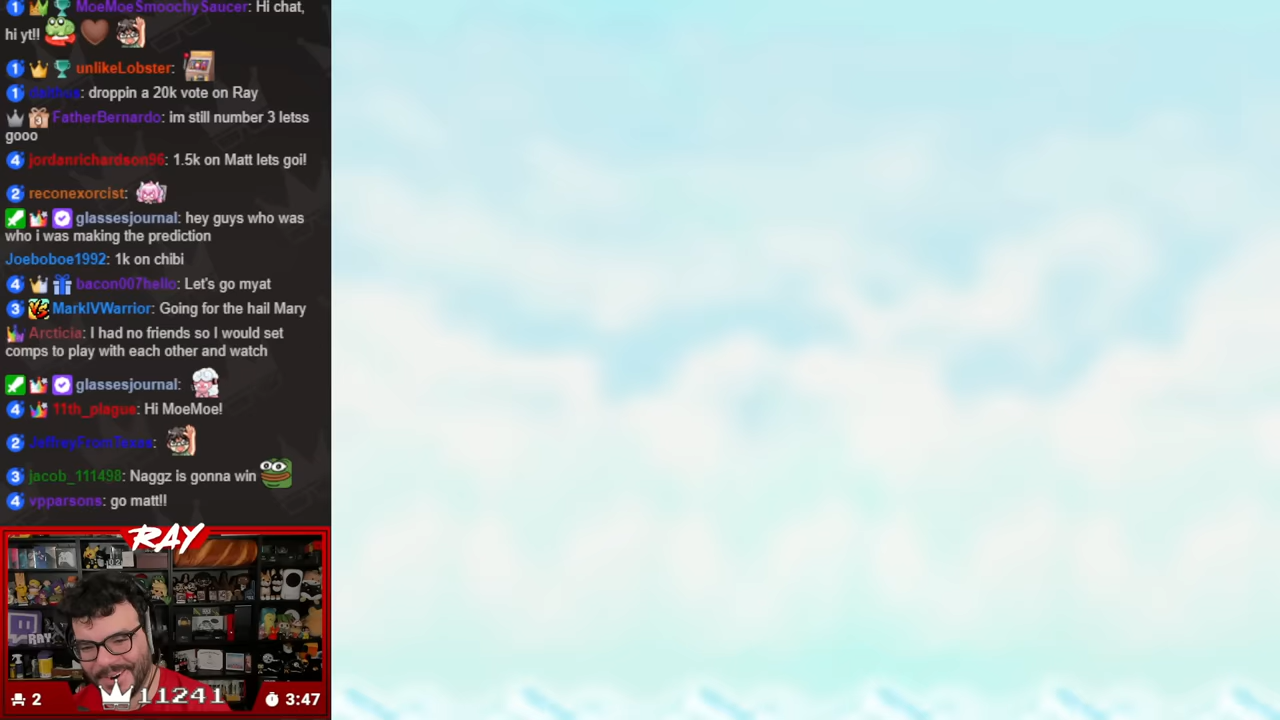 MoeMoeSmoochySaucer: Hi chat,
hi yt!!
unlikeLobster:
: droppin a 20k vote on Ray
FatherBernardo: im still number 3 letss
gooo
jordanrichardson96: 1.5k on Matt lets goi!
reconexorcist:
glassesjournal: hey guys who was
who i was making the prediction
Joeboboe1992: 1k on chibi
bacon007hello: Let's go myat
MarkIVWarrior: Going for the hail Mary
Arcticia: I had no friends so I would set
comps to play with each other and watch
glassesjournal:
11th_plague: Hi MoeMoe!
JeffreyFromTexas:
jacob_111498: Naggz is gonna win
vpparsons: go matt!!
RAY
RAY
2
11241
3:47